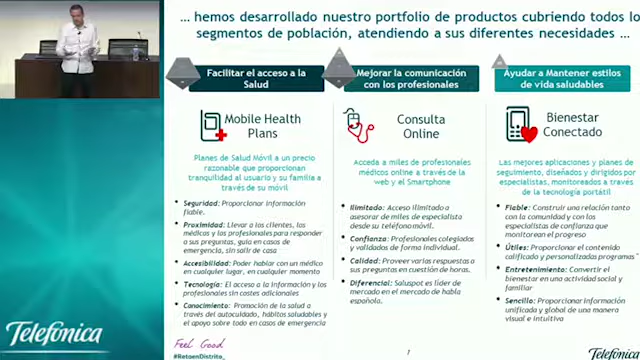 … hemos desarrollado nuestro portfolio de productos cubriendo todos lo
segmentos de población, atendiendo a sus diferentes necesidades …
Facilitar el acceso a la
Salud
Mobile Health
Plans
Planes de Salud Móvil a un precio
razonable que proporcionan
tranquilidad al usuario y su familia a
través de su móvil
• Seguridad: Proporcionar información
fiable.
• Proximidad: Llevar a los clientes, los
médicos y las profesionales para responder
a sus preguntas, guía en casos de
emergencia, sin salir de casa
• Accesibilidad: Poder hablar con un médico
en cualquier lugar, en cualquier momento
• Tecnología: El acceso a la información y los
profesionales sin costes adicionales
• Conocimiento: Promoción de la salud a
través del autocuidado, hábitos saludables y
el apoyo sobre todo en casos de emergencia
Mejorar la comunicación
con los profesionales
Consulta
Online
Acceda a miles de profesionales
médicos online a través de la
web y el Smartphone
• Ilimitado: Acceso ilimitado a
asesorar de miles de especialista
desde su teléfono móvil.
• Confianza: Profesionales colegiados
y validados de forma individual.
• Calidad: Proveer varias respuestas a
sus preguntas en cuestión de horas.
• Diferencial: Saluspot es líder de
mercado en el mercado de habla
española.
Ayudar a Mantener estilos
de vida saludables
Bienestar
Conectado
Las mejores aplicaciones y planes de
seguimiento, diseñados y dirigidos por
especialistas, monitoreados a través
de la tecnología portátil
• Fiable: Construir una relación tanto
con la comunidad y con los
especialistas de confianza que
monitorean el progreso
• Útiles: Proporcionar el contenido
calificado y personalizada programas "
• Entretenimiento: Convertir el
bienestar en una actividad social y
familiar
• Sencillo: Proporcionar información
unificada y global de una manera
visual e intuitiva
Telefónica
Feel Good
#RetoenDistrito_
1
Telefónica